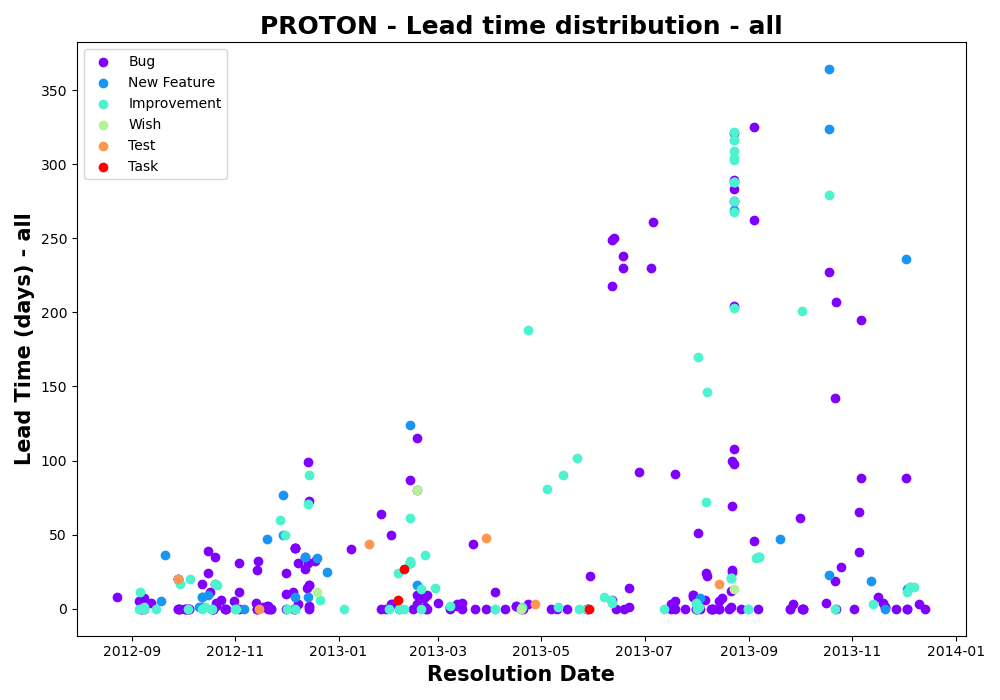 PROTON - Lead time distribution - all
Bug
New Feature
Improvement
Wish
Test
Task
350
300
250
200
150
100
50
0
Lead Time (days) - all
2012-09
2012-11
2013-01
2013-03
2013-05
2013-07
2013-09
2013-11
2014-01
Resolution Date